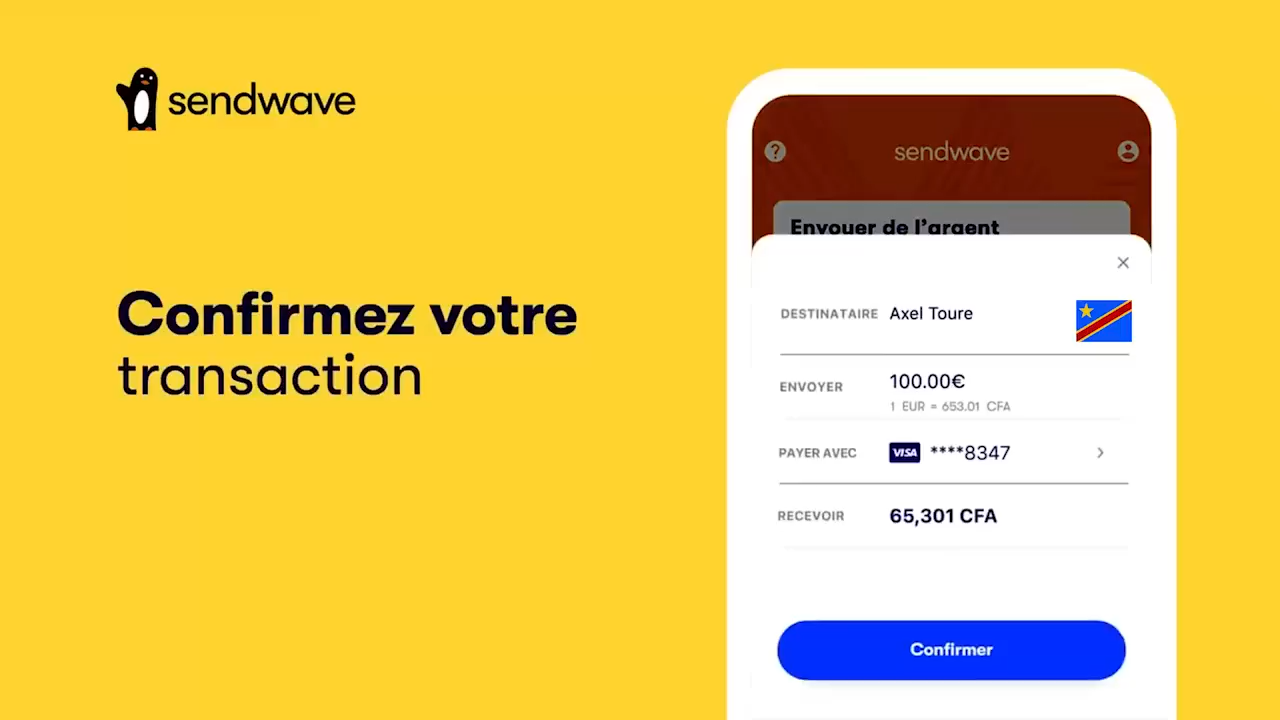 sendwave
Confirmez votre
transaction
sendwave
Envoyer de l'argent
DESTINATAIRE Axel Toure
ENVOYER 100.00€
1 EUR = 653.01 CFA
PAYER AVEC VISA ****8347
RECEVOIR 65,301 CFA
Confirmer